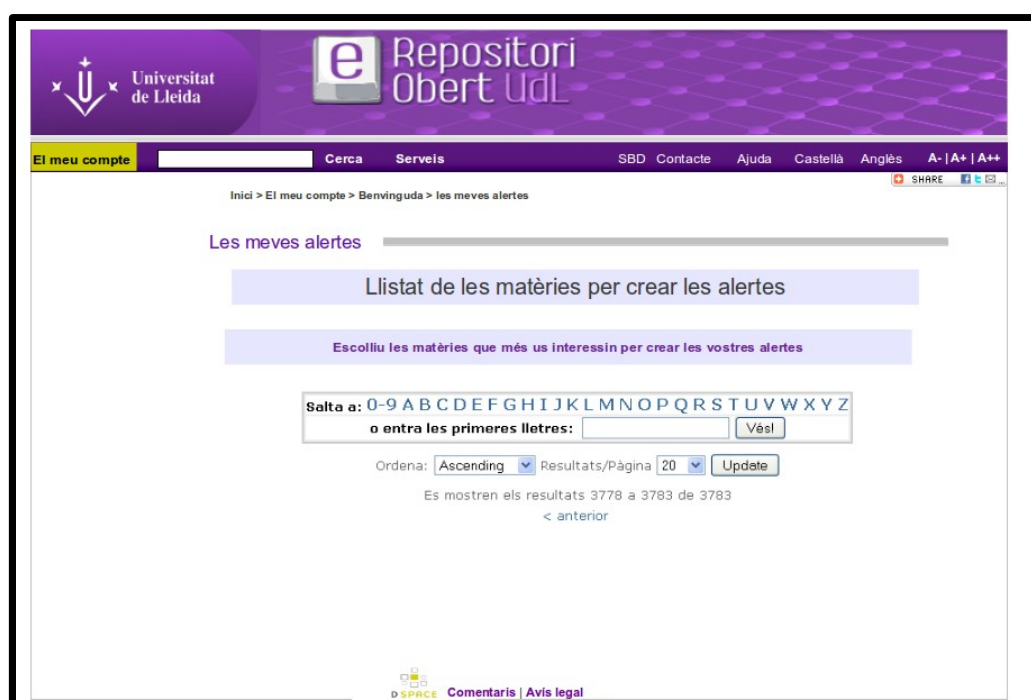 Universitat
de Lleida
e Repositori
Obert UdL
El meu compte Cerca Serveis SBD Contacte Ajuda Castellà Anglès A- | A+ | A++
SHARE
Inici > El meu compte > Benvinguda > les meves alertes
Les meves alertes
Llistat de les matèries per crear les alertes
Escolliu les matèries que més us interessin per crear les vostres alertes
Salta a: 0-9 A B C D E F G H I J K L M N O P Q R S T U V W X Y Z
o entra les primeres lletres: Vés!
Ordena: Ascending Resultats/Pàgina 20 Update
Es mostren els resultats 3778 a 3783 de 3783
< anterior
DSPACE Comentaris | Avís legal